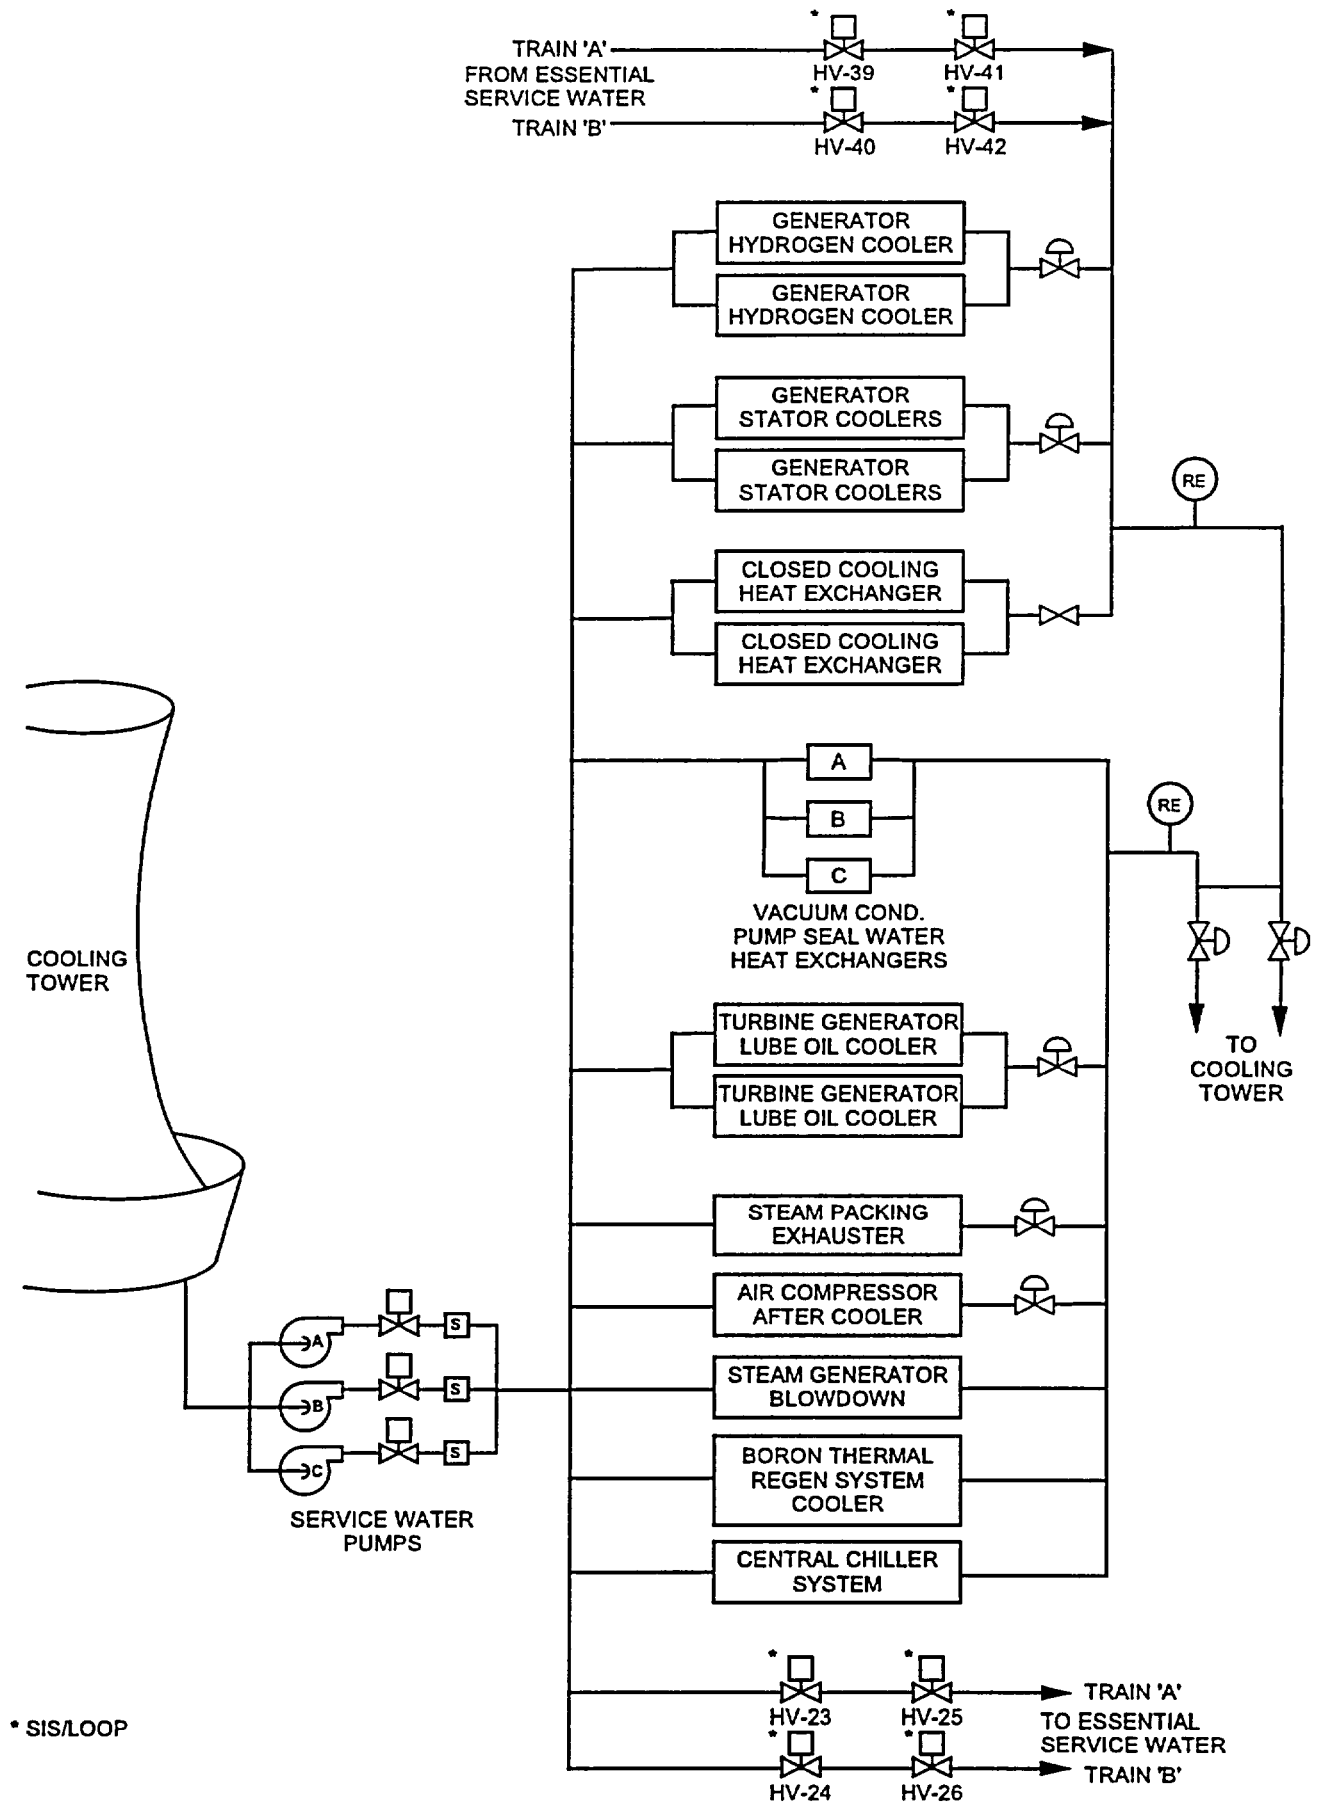 * *
TRAIN 'A'
HV-39 HV-41
FROM ESSENTIAL
SERVICE WATER
* *
TRAIN 'B'
HV-40 HV-42
GENERATOR
HYDROGEN COOLER
GENERATOR
HYDROGEN COOLER
GENERATOR
STATOR COOLERS
GENERATOR
STATOR COOLERS
RE
CLOSED COOLING
HEAT EXCHANGER
CLOSED COOLING
HEAT EXCHANGER
A
B
C
RE
VACUUM COND.
PUMP SEAL WATER
HEAT EXCHANGERS
COOLING
TOWER
TURBINE GENERATOR
LUBE OIL COOLER
TURBINE GENERATOR
LUBE OIL COOLER
TO
COOLING
TOWER
STEAM PACKING
EXHAUSTER
AIR COMPRESSOR
AFTER COOLER
A S
B S
C S
SERVICE WATER
PUMPS
STEAM GENERATOR
BLOWDOWN
BORON THERMAL
REGEN SYSTEM
COOLER
CENTRAL CHILLER
SYSTEM
* *
HV-23 HV-25
TRAIN 'A'
TO ESSENTIAL
SERVICE WATER
* *
HV-24 HV-26
TRAIN 'B'
* SIS/LOOP